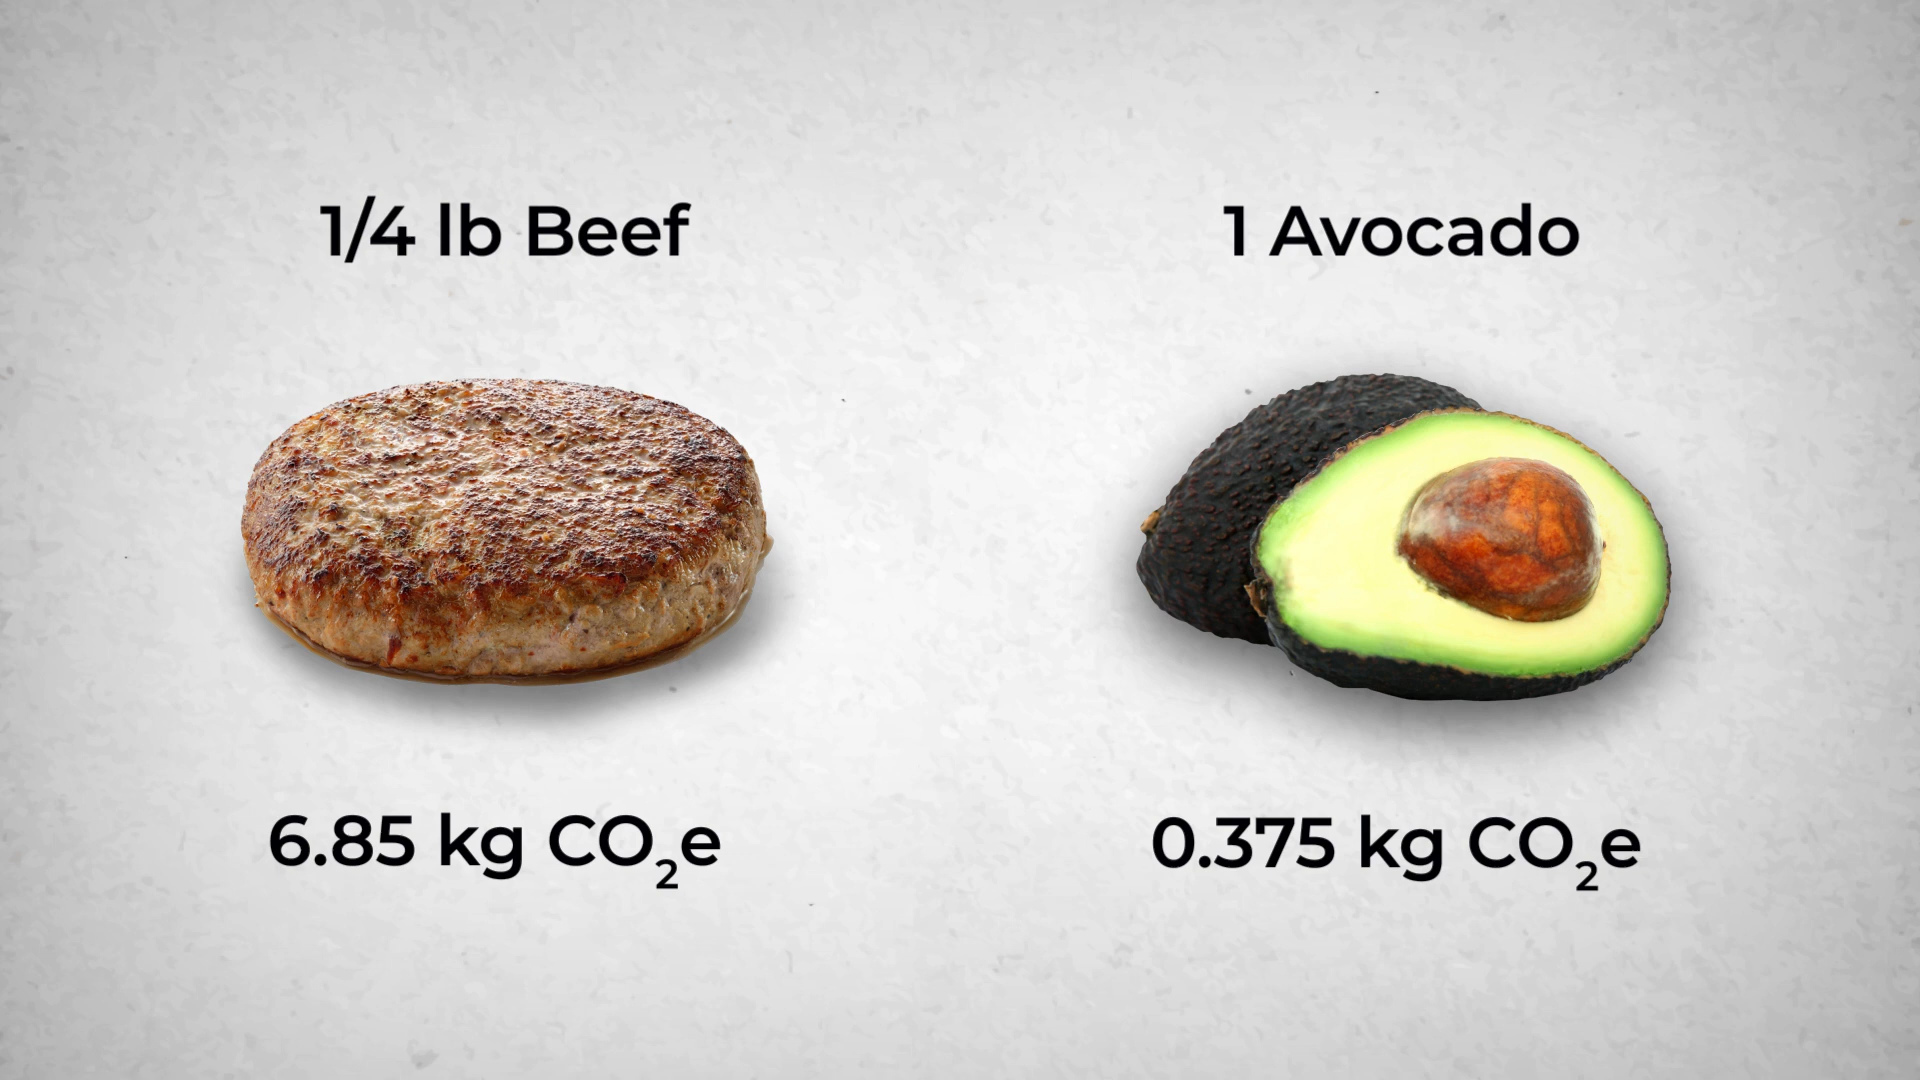 1/4 lb Beef
1 Avocado
6.85 kg CO₂e
0.375 kg CO₂e